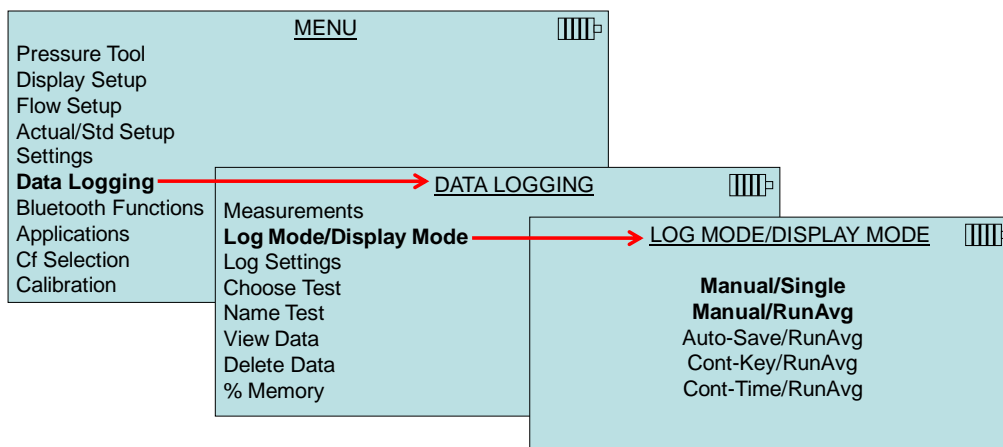 MENU
Pressure Tool
Display Setup
Flow Setup
Actual/Std Setup
Settings
Data Logging
Bluetooth Functions
Applications
Cf Selection
Calibration
DATA LOGGING
Measurements
Log Mode/Display Mode
Log Settings
Choose Test
Name Test
View Data
Delete Data
% Memory
LOG MODE/DISPLAY MODE
Manual/Single
Manual/RunAvg
Auto-Save/RunAvg
Cont-Key/RunAvg
Cont-Time/RunAvg